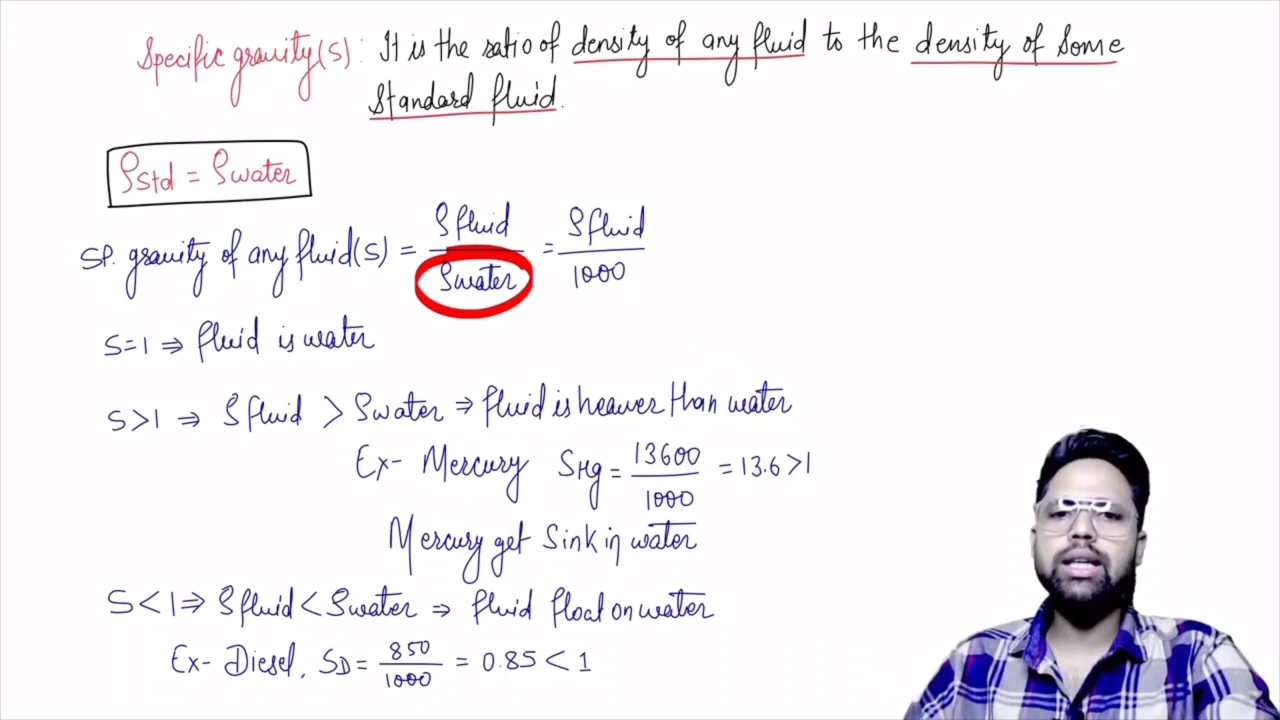 Specific gravity(S): It is the ratio of density of any fluid to the density of some
standard fluid.
ρstd = ρwater
SP. gravity of any fluid(S) = ρfluid / ρwater = ρfluid / 1000
S=1 ⇒ fluid is water
S>1 ⇒ ρfluid > ρwater ⇒ fluid is heavier than water
Ex- Mercury SHg = 13600 / 1000 = 13.6 >1
Mercury get sink in water
S<1 ⇒ ρfluid < ρwater ⇒ fluid float on water
Ex- Diesel, SD = 850 / 1000 = 0.85 < 1